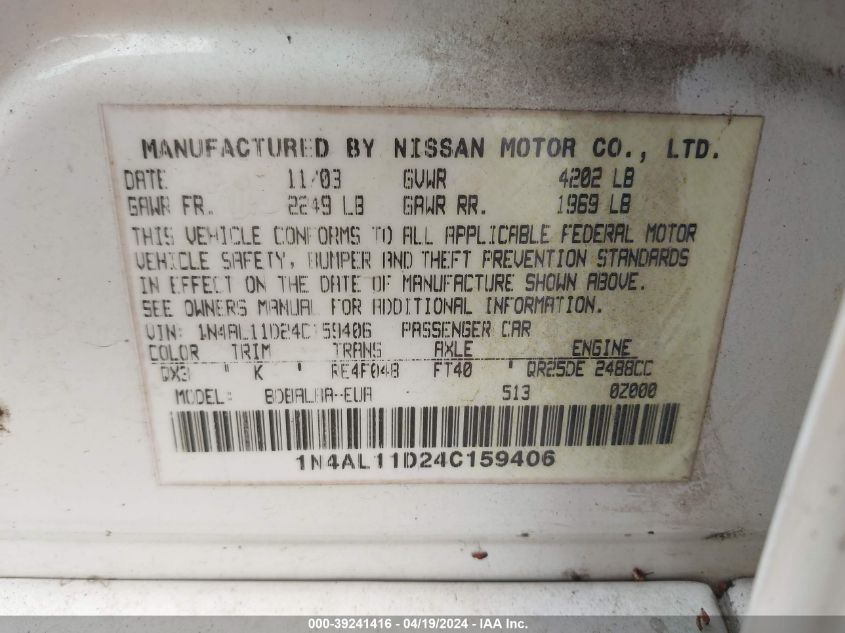 MANUFACTURED BY NISSAN MOTOR CO., LTD.
DATE 11/03 GVWR 4202 LB
GAWR FR. 2249 LB GAWR RR. 1969 LB
THIS VEHICLE CONFORMS TO ALL APPLICABLE FEDERAL MOTOR
VEHICLE SAFETY, BUMPER AND THEFT PREVENTION STANDARDS
IN EFFECT ON THE DATE OF MANUFACTURE SHOWN ABOVE.
SEE OWNERS MANUAL FOR ADDITIONAL INFORMATION.
VIN: 1N4AL11D24C159406 PASSENGER CAR
COLOR TRIM TRANS AXLE ENGINE
QX3 " K " RE4F04B FT40 " QR25DE 2488CC
MODEL: 513 0Z000
1N4AL11D24C159406
000-39241416 - 04/19/2024 - IAA Inc.